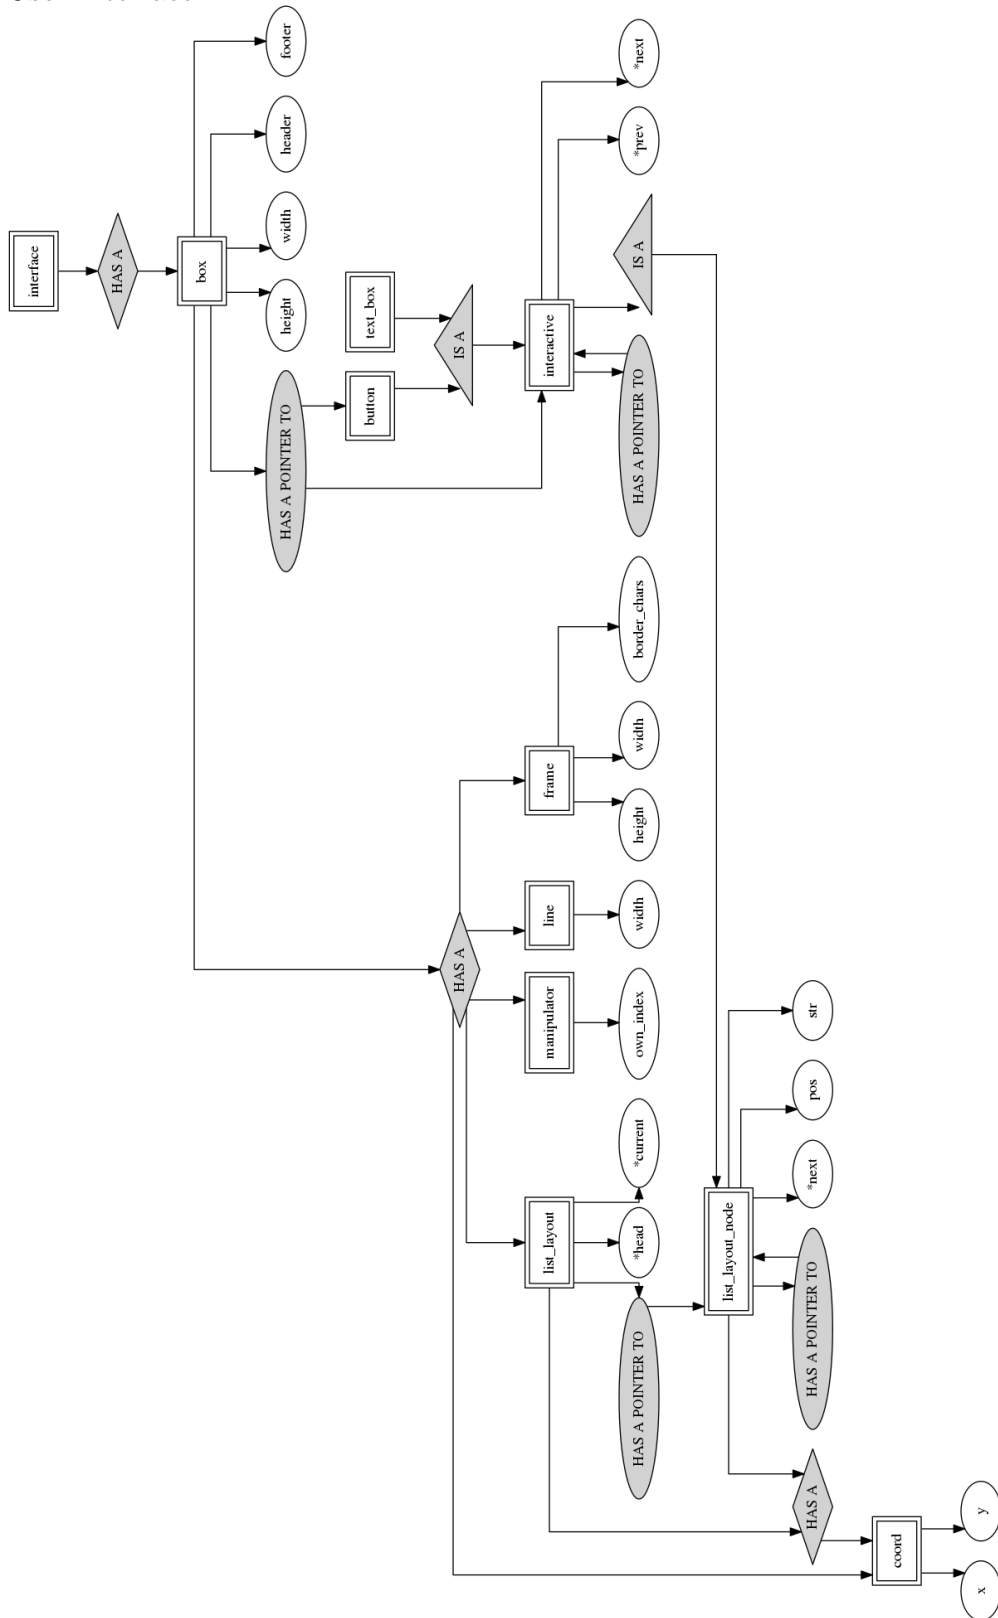 interface
HAS A
box
footer
header
width
height
HAS A POINTER TO
button
text_box
IS A
interactive
*next
*prev
IS A
HAS A POINTER TO
HAS A
frame
border_chars
width
height
line
width
manipulator
own_index
list_layout
*current
*head
HAS A POINTER TO
list_layout_node
str
pos
*next
HAS A POINTER TO
HAS A
coord
y
x